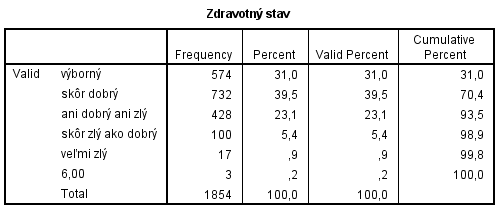 Zdravotný stav
Frequency Percent Valid Percent Cumulative Percent
Valid výborný 574 31,0 31,0 31,0
skôr dobrý 732 39,5 39,5 70,4
ani dobrý ani zlý 428 23,1 23,1 93,5
skôr zlý ako dobrý 100 5,4 5,4 98,9
veľmi zlý 17 ,9 ,9 99,8
6,00 3 ,2 ,2 100,0
Total 1854 100,0 100,0